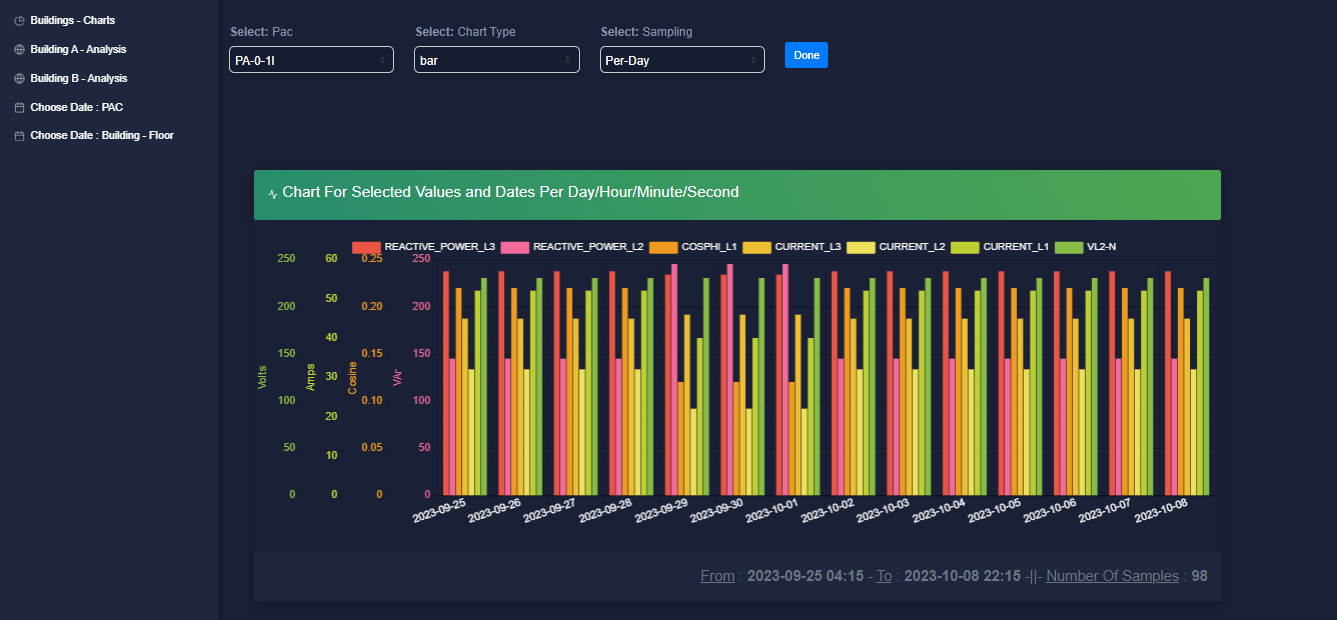 Buildings - Charts
Building A - Analysis
Building B - Analysis
Choose Date : PAC
Choose Date : Building - Floor
Select: Pac Select: Chart Type Select: Sampling
PA-0-1I bar Per-Day Done
Chart For Selected Values and Dates Per Day/Hour/Minute/Second
REACTIVE_POWER_L3 REACTIVE_POWER_L2 COSPHI_L1 CURRENT_L3 CURRENT_L2 CURRENT_L1 VL2-N
250 60 0.25 250
50
200 0.20 200
40
150 0.15 150
Volts Amps Cosine VAr
30
100 0.10 100
20
50 0.05 50
10
0 0 0 0
2023-09-25 2023-09-26 2023-09-27 2023-09-28 2023-09-29 2023-09-30 2023-10-01 2023-10-02 2023-10-03 2023-10-04 2023-10-05 2023-10-06 2023-10-07 2023-10-08
From : 2023-09-25 04:15 - To : 2023-10-08 22:15 -||- Number Of Samples : 98